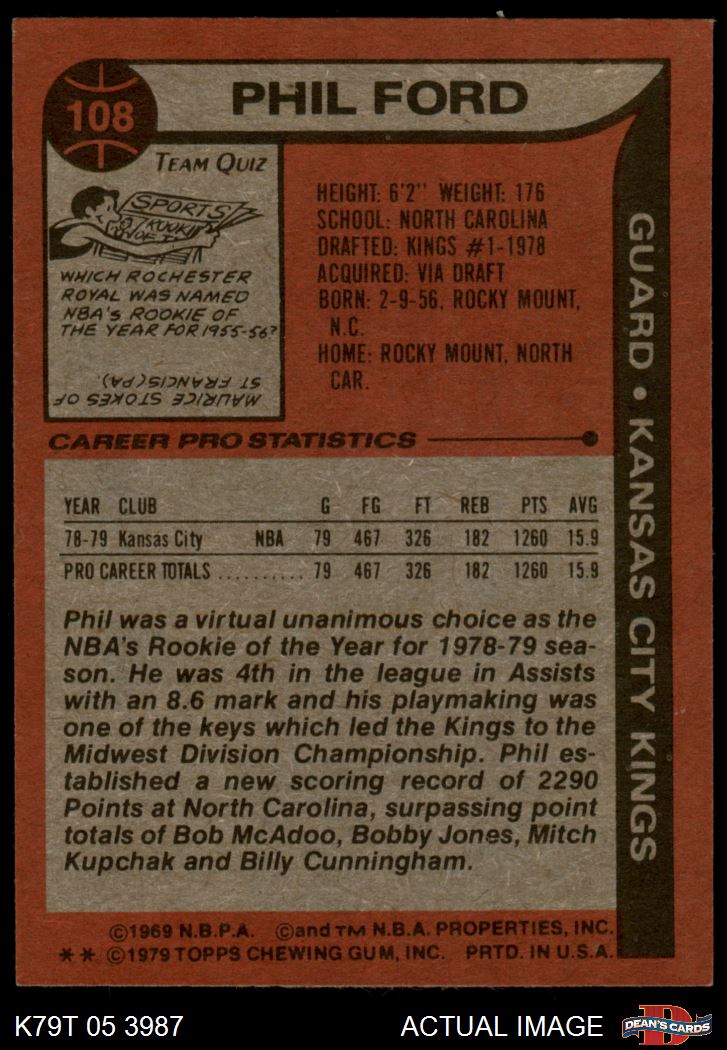 108
PHIL FORD
TEAM QUIZ
SPORTS
WHICH ROCHESTER
ROYAL WAS NAMED
NBA'S ROOKIE OF
THE YEAR FOR 1955-56?
MAURICE STOKES OF
ST FRANCIS (PA).
HEIGHT: 6'2" WEIGHT: 176
SCHOOL: NORTH CAROLINA
DRAFTED: KINGS #1-1978
ACQUIRED: VIA DRAFT
BORN: 2-9-56, ROCKY MOUNT,
N.C.
HOME: ROCKY MOUNT, NORTH
CAR.
GUARD • KANSAS CITY KINGS
CAREER PRO STATISTICS
YEAR CLUB G FG FT REB PTS AVG
78-79 Kansas City NBA 79 467 326 182 1260 15.9
PRO CAREER TOTALS .......... 79 467 326 182 1260 15.9
Phil was a virtual unanimous choice as the
NBA's Rookie of the Year for 1978-79 sea-
son. He was 4th in the league in Assists
with an 8.6 mark and his playmaking was
one of the keys which led the Kings to the
Midwest Division Championship. Phil es-
tablished a new scoring record of 2290
Points at North Carolina, surpassing point
totals of Bob McAdoo, Bobby Jones, Mitch
Kupchak and Billy Cunningham.
©1969 N.B.P.A. ©and TM N.B.A. PROPERTIES, INC.
** ©1979 TOPPS CHEWING GUM, INC. PRTD. IN U.S.A.
K79T 05 3987
ACTUAL IMAGE
D
DEAN'S CARDS